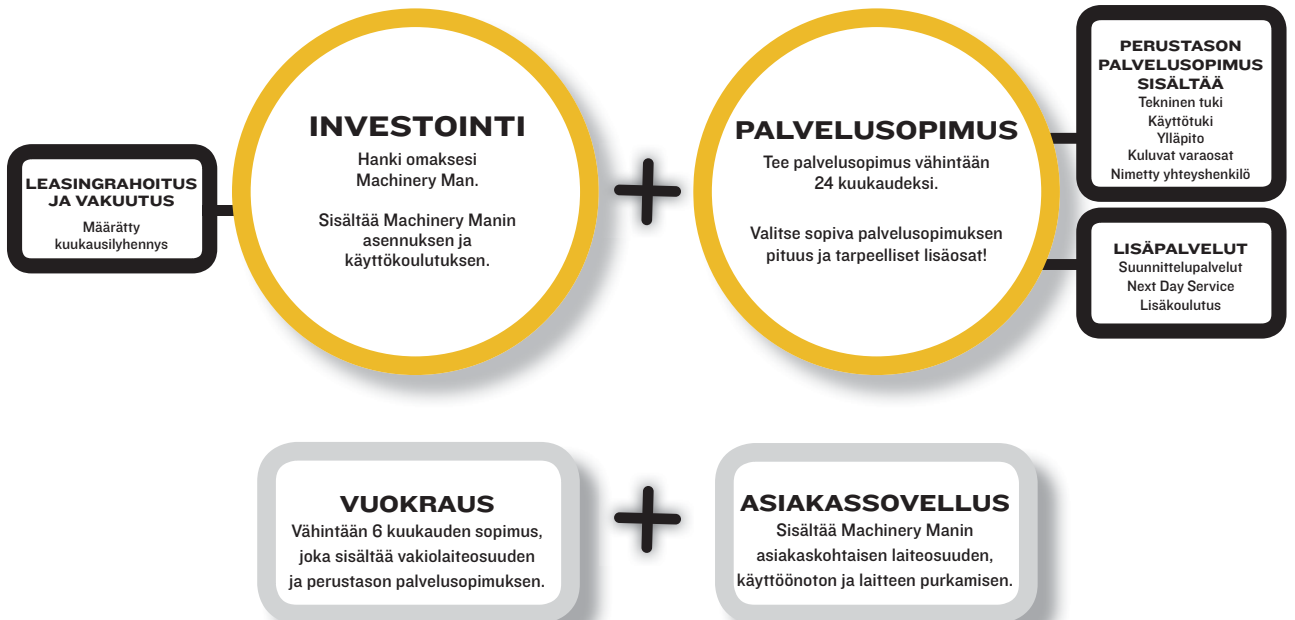 LEASINGRAHOITUS
JA VAKUUTUS
Määrätty
kuukausilyhennys
INVESTOINTI
Hanki omaksesi
Machinery Man.
Sisältää Machinery Manin
asennuksen ja
käyttökoulutuksen.
PALVELUSOPIMUS
Tee palvelusopimus vähintään
24 kuukaudeksi.
Valitse sopiva palvelusopimuksen
pituus ja tarpeelliset lisäosat!
PERUSTASON
PALVELUSOPIMUS
SISÄLTÄÄ
Tekninen tuki
Käyttötuki
Ylläpito
Kuluvat varaosat
Nimetty yhteyshenkilö
LISÄPALVELUT
Suunnittelupalvelut
Next Day Service
Lisäkoulutus
VUOKRAUS
Vähintään 6 kuukauden sopimus,
joka sisältää vakiolaiteosuuden
ja perustason palvelusopimuksen.
ASIAKASSOVELLUS
Sisältää Machinery Manin
asiakaskohtaisen laiteosuuden,
käyttöönoton ja laitteen purkamisen.